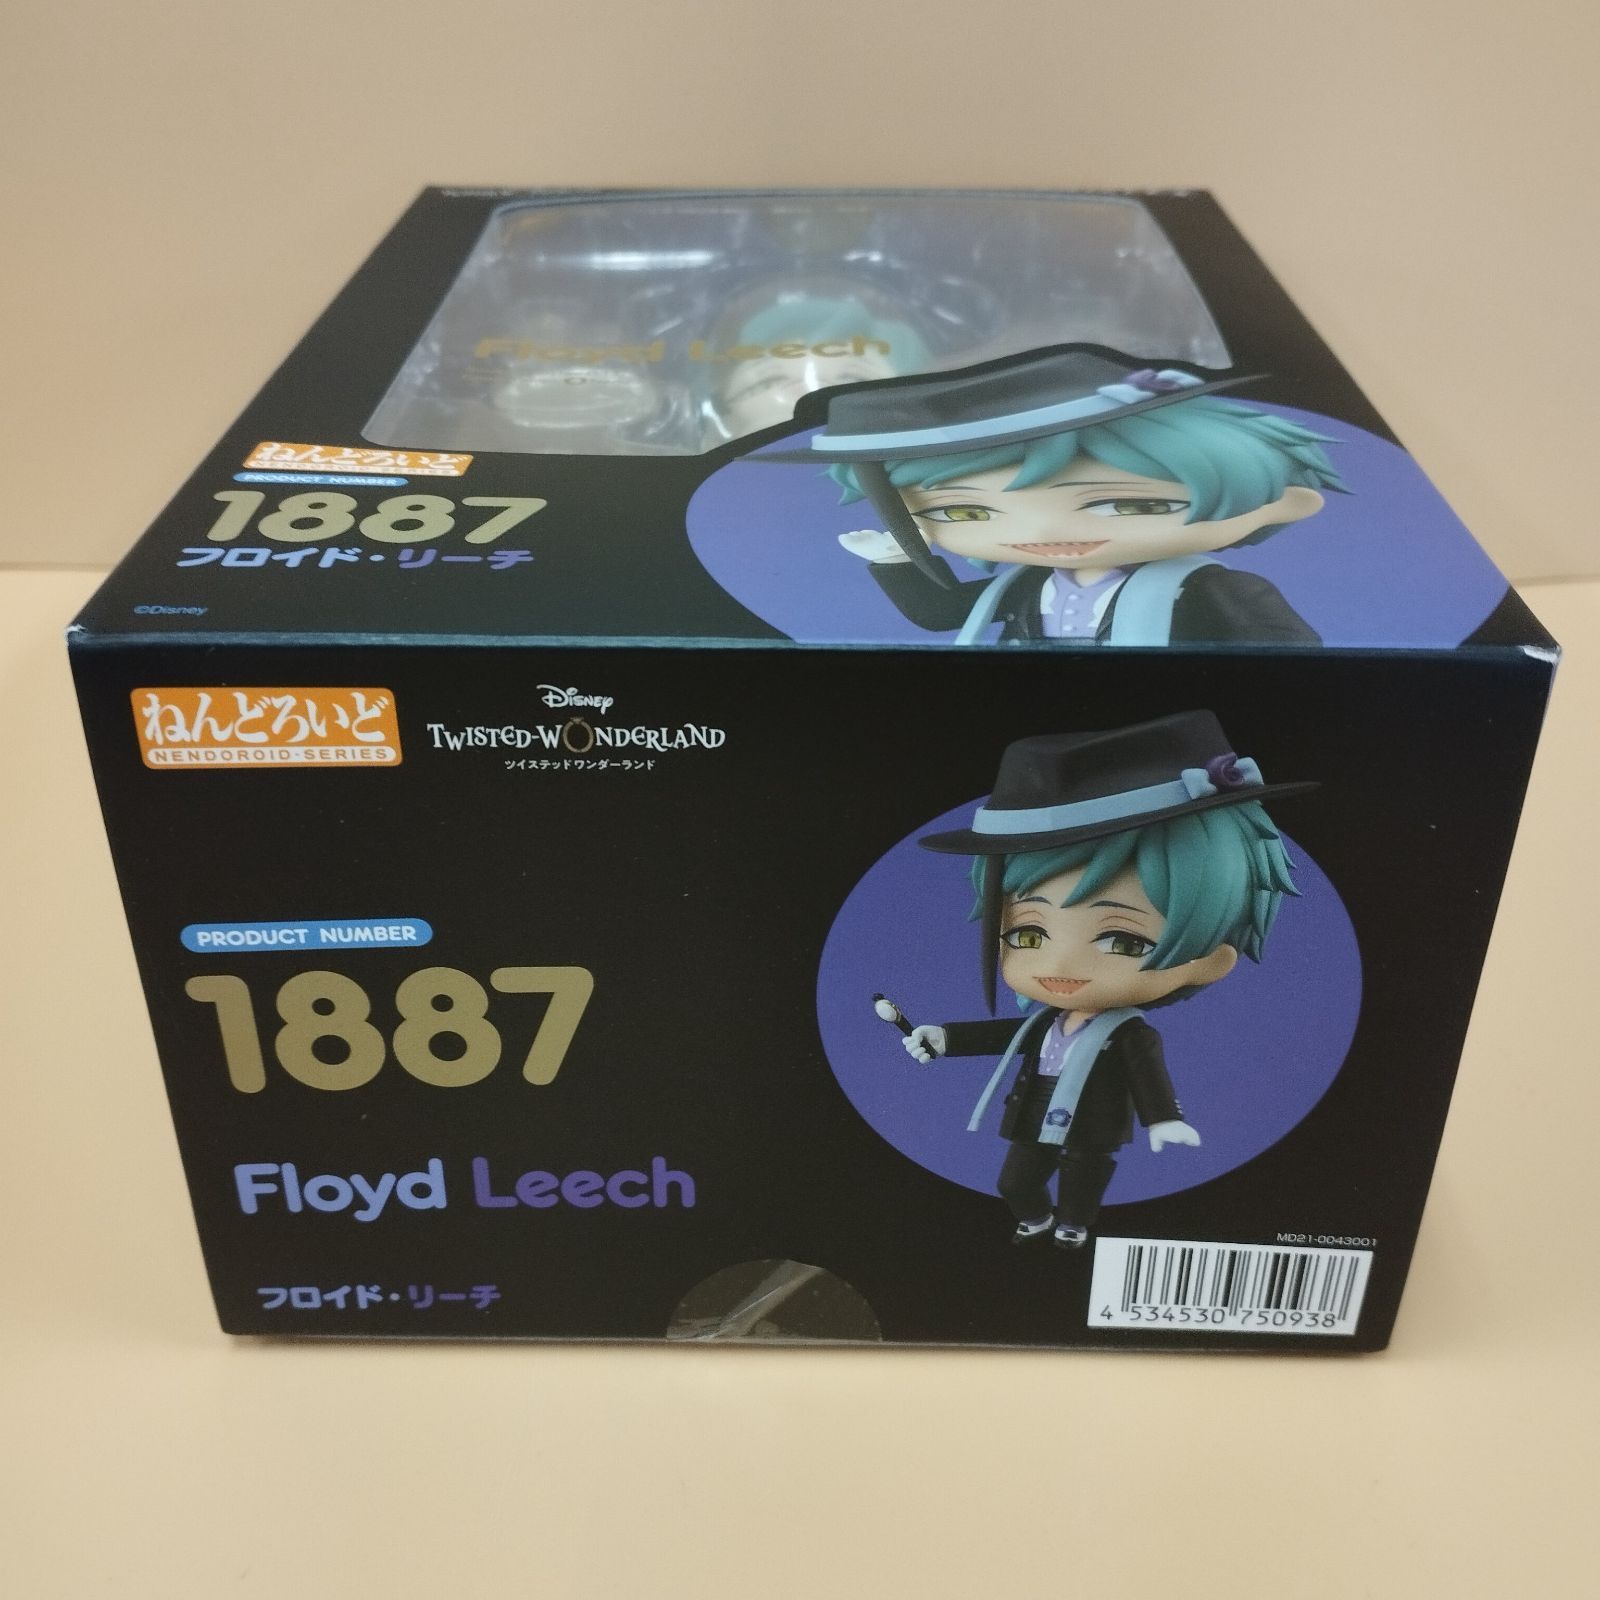 Floyd Leech
ねんどろいど
NENDOROID-SERIES
PRODUCT NUMBER
1887
フロイド・リーチ
©Disney
ねんどろいど
NENDOROID-SERIES
Disney
TWISTED-WONDERLAND
ツイステッドワンダーランド
PRODUCT NUMBER
1887
Floyd Leech
フロイド・リーチ
MD21-0043001
4 534530 750938